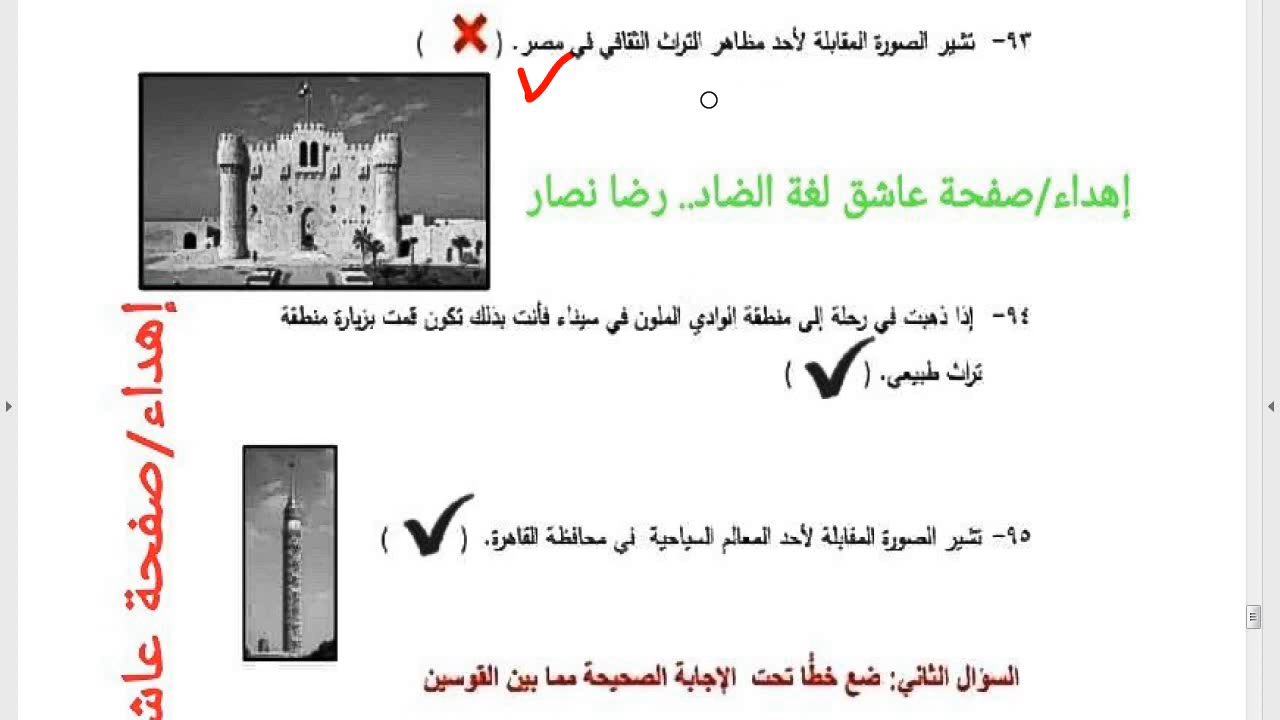 ٩٣- تشير الصورة المقابلة لأحد مظاهر التراث الثقافي في مصر. ( )
إهداء/صفحة عاشق لغة الضاد.. رضا نصار
٩٤- إذا ذهبت في رحلة إلى منطقة الوادي الملون في سيناء فأنت بذلك تكون قمت بزيارة منطقة
تراث طبيعى. ( )
٩٥- تشير الصورة المقابلة لأحد المعالم السياحية في محافظة القاهرة. ( )
السؤال الثاني: ضع خطًا تحت الإجابة الصحيحة مما بين القوسين
إهداء/صفحة